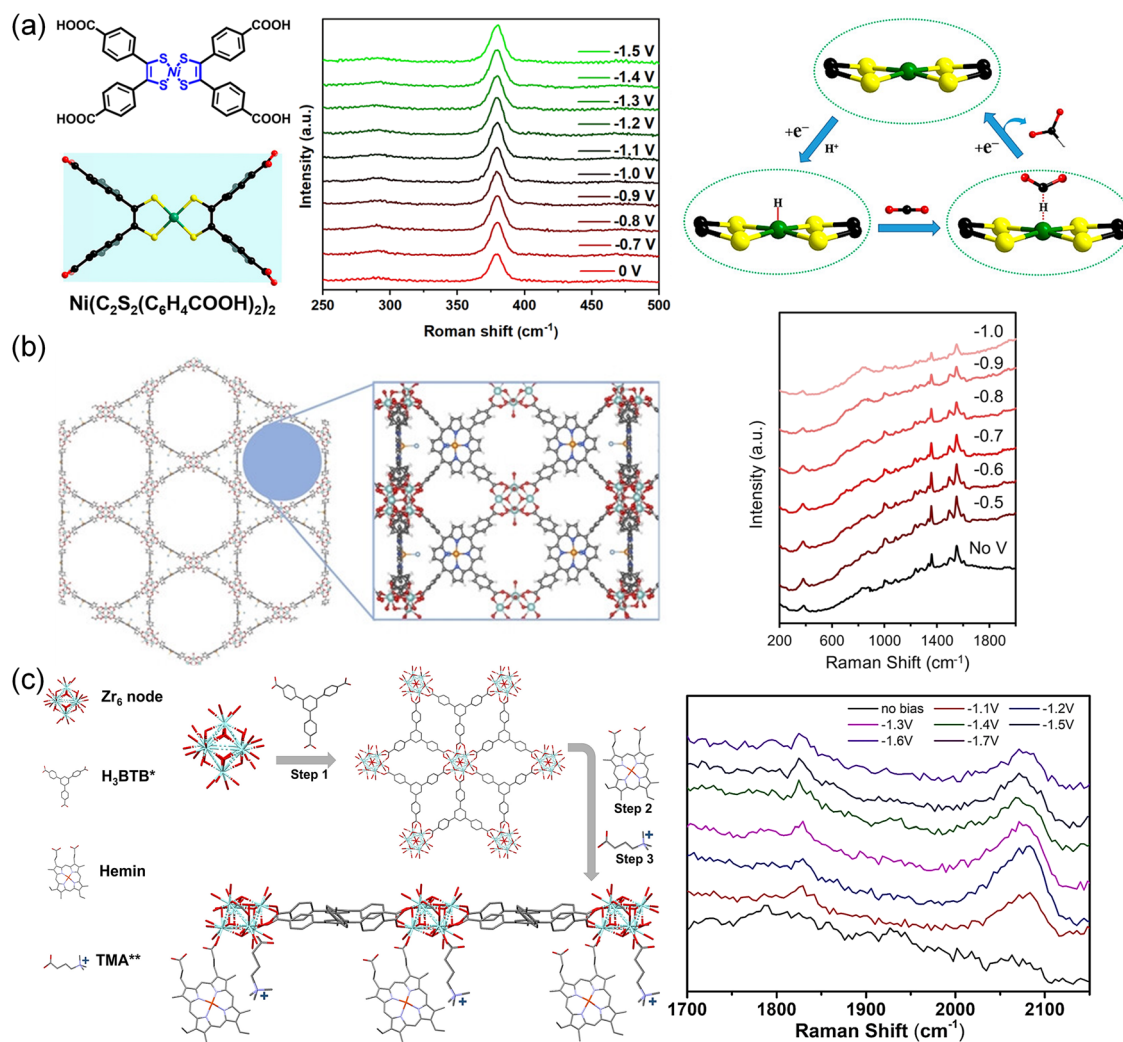 (a)
HOOC
COOH
S
S
Ni
S
S
HOOC
COOH
Ni(C₂S₂(C₆H₄COOH)₂)₂
Intensity (a.u.)
-1.5 V
-1.4 V
-1.3 V
-1.2 V
-1.1 V
-1.0 V
-0.9 V
-0.8 V
-0.7 V
0 V
250 300 350 400 450 500
Roman shift (cm⁻¹)
+e⁻
H⁺
+e⁻
H
H
(b)
Intensity (a.u.)
-1.0
-0.9
-0.8
-0.7
-0.6
-0.5
No V
200 600 1000 1400 1800
Raman Shift (cm⁻¹)
(c)
Zr₆ node
H₃BTB*
Hemin
TMA**
+
Step 1
Step 2
Step 3
+
+
+
+
no bias -1.1V -1.2V
-1.3V -1.4V -1.5V
-1.6V -1.7V
1700 1800 1900 2000 2100
Raman Shift (cm⁻¹)